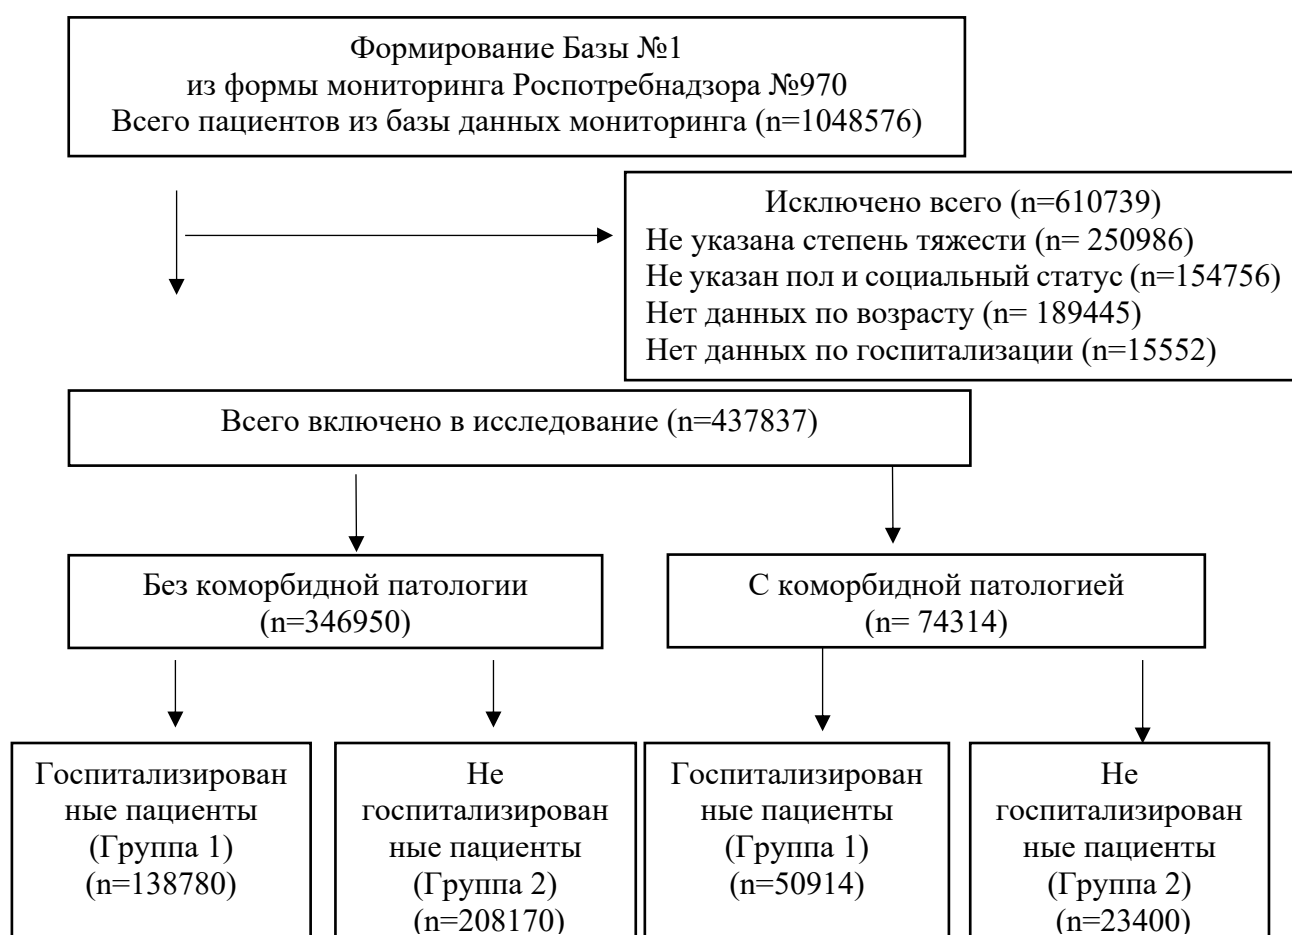 Формирование Базы №1
из формы мониторинга Роспотребнадзора №970
Всего пациентов из базы данных мониторинга (n=1048576)
Исключено всего (n=610739)
Не указана степень тяжести (n= 250986)
Не указан пол и социальный статус (n=154756)
Нет данных по возрасту (n= 189445)
Нет данных по госпитализации (n=15552)
Всего включено в исследование (n=437837)
Без коморбидной патологии
(n=346950)
С коморбидной патологией
(n= 74314)
Госпитализирован
ные пациенты
(Группа 1)
(n=138780)
Не
госпитализирован
ные пациенты
(Группа 2)
(n=208170)
Госпитализирован
ные пациенты
(Группа 1)
(n=50914)
Не
госпитализирован
ные пациенты
(Группа 2)
(n=23400)